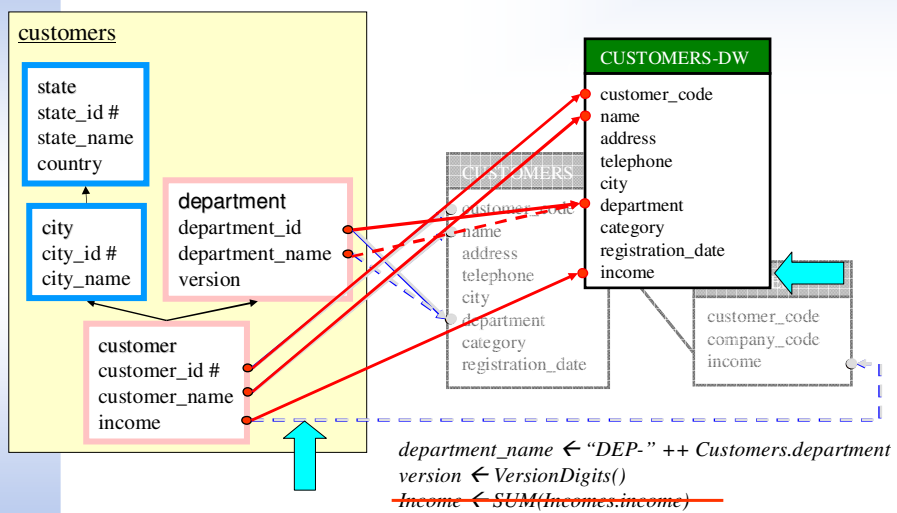 customers
state
state_id #
state_name
country
city
city_id #
city_name
department
department_id
department_name
version
customer
customer_id #
customer_name
income
CUSTOMERS
customer_code
name
address
telephone
city
department
category
registration_date
CUSTOMERS-DW
customer_code
name
address
telephone
city
department
category
registration_date
income
customer_code
company_code
income
department_name ← “DEP-” ++ Customers.department
version ← VersionDigits()
Income ← SUM(Incomes.income)